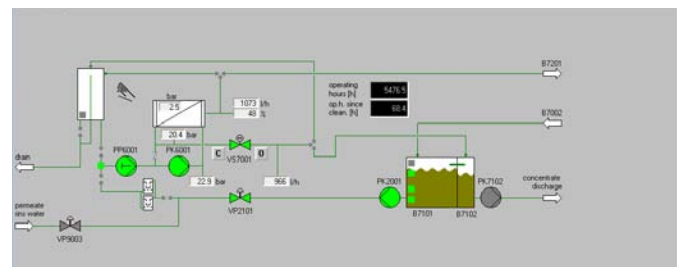 B7201
operating
hours [h]
5476.5
op.h. since
clean. [h]
68.4
bar
2.5
1073 l/h
48 %
B7002
20.4 bar
PP6001
PK6001
C
O
VS7001
drain
22.9 bar
966 l/h
PK2001
PK7102
concentrate
discharge
VP2101
B7101
B7102
permeate
rins water
VP9003